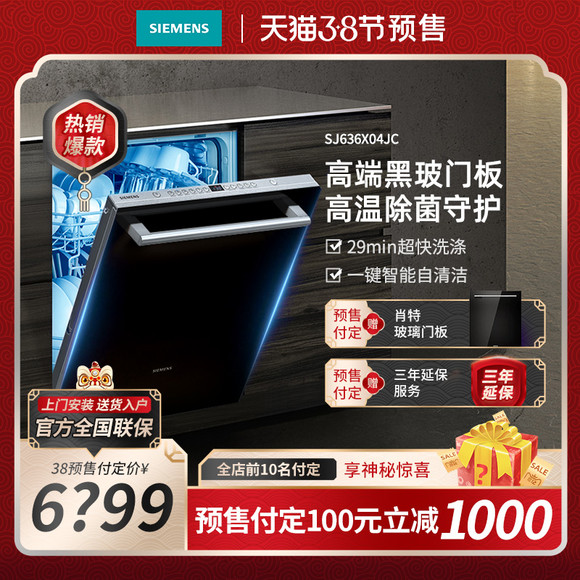 SIEMENS
天猫3·8节预售
热销
爆款
SJ636X04JC
高端黑玻门板
高温除菌守护
29min超快洗涤
一键智能自清洁
预售
付定
赠
肖特
玻璃门板
预售
付定
赠
三年延保
服务
三年
延保
SIEMENS
SIEMENS
上门安装 送货入户
官方全国联保
38预售付定价¥
6?99
全店前10名付定
享神秘惊喜
SALE
SALE
?
预售付定100元立减1000